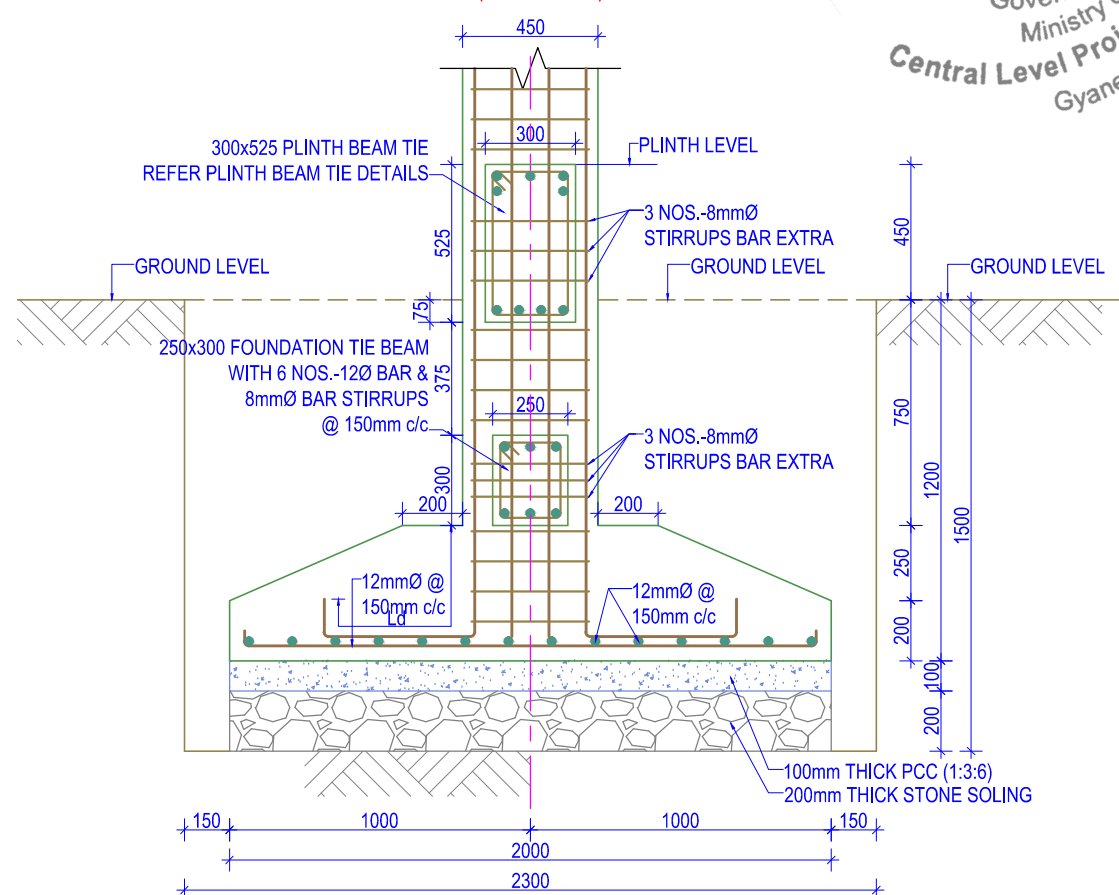 Ministry
Central Level
450
300x525 PLINTH BEAM TIE
REFER PLINTH BEAM TIE DETAILS
300
PLINTH LEVEL
3 NOS.-8mmØ
STIRRUPS BAR EXTRA
525
450
GROUND LEVEL
GROUND LEVEL
GROUND LEVEL
75
250x300 FOUNDATION TIE BEAM
WITH 6 NOS.-12Ø BAR &
8mmØ BAR STIRRUPS
@ 150mm c/c
375
250
750
3 NOS.-8mmØ
STIRRUPS BAR EXTRA
300
1200
1500
200
200
250
12mmØ @
150mm c/c
Ld
12mmØ @
150mm c/c
200
100
200
100mm THICK PCC (1:3:6)
200mm THICK STONE SOLING
150
1000
1000
150
2000
2300